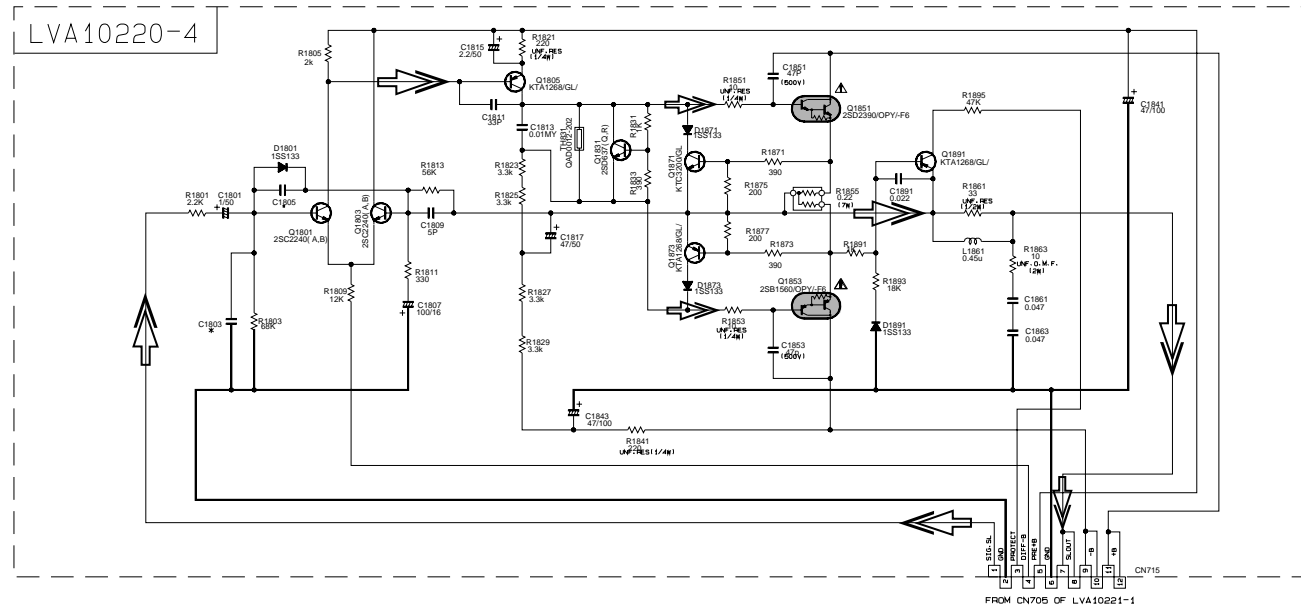 LVA10220-4
R1805
2k
C1815
2.2/50
R1821
220
UNF.RES
(1/4W)
Q1805
KTA1268/GL/
C1811
33P
C1813
0.01MY
TH831
QAD0012-202
Q1831
2SD637(Q,R)
R1831
1K
R1833
390
D1871
1SS133
Q1871
KTC3200/GL
R1851
10
UNF.RES
(1/4W)
C1851
47P
(500V)
Q1851
2SD2390/OPY/-F6
R1895
47K
C1841
47/100
D1801
1SS133
R1813
56K
R1823
3.3k
R1825
3.3k
R1871
390
R1875
200
R1855
0.22
(7W)
Q1891
KTA1268/GL/
C1891
0.022
R1861
33
UNF.RES
(1/2W)
R1801
2.2K
C1801
1/50
C1805
Q1801
2SC2240( A,B)
Q1803
2SC2240( A,B)
C1809
5P
C1817
47/50
R1811
330
R1809
12K
C1807
100/16
C1803
*
R1803
68K
R1827
3.3k
R1829
3.3k
Q1873
KTA1268/GL/
D1873
1SS133
R1877
200
R1873
390
R1891
1K
R1853
10
UNF.RES
(1/4W)
Q1853
2SB1560/OPY/-F6
C1853
47P
(500V)
R1893
18K
D1891
1SS133
L1861
0.45u
R1863
10
UNF.O.M.F.
(2W)
C1861
0.047
C1863
0.047
C1843
47/100
R1841
220
UNF.RES(1/4W)
SIG.SL
GND
PROTECT
DIFF-B
PRE+B
GND
SLOUT
-B
+B
1
2
3
4
5
6
7
8
9
10
11
12
CN715
FROM CN705 OF LVA10221-1